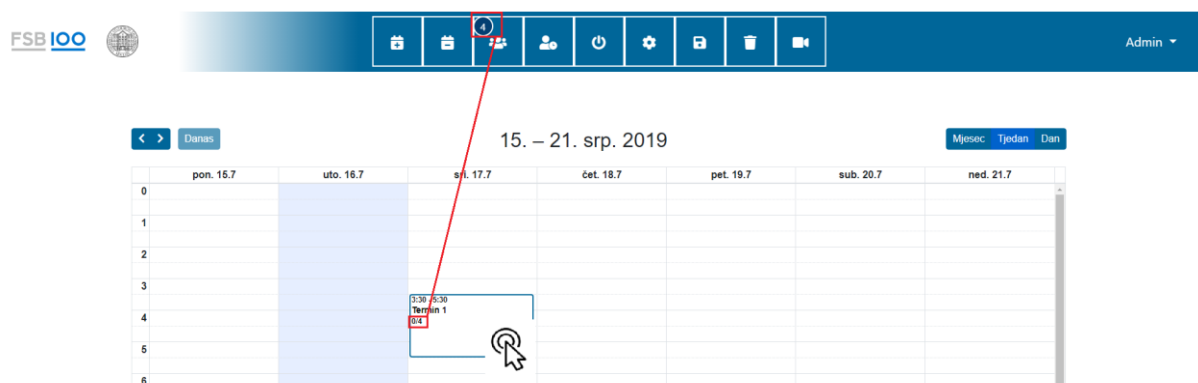 4
FSB 100
Admin
Danas
15. – 21. srp. 2019
Mjesec Tjedan Dan
pon. 15.7 uto. 16.7 sri. 17.7 čet. 18.7 pet. 19.7 sub. 20.7 ned. 21.7
0
1
2
3
3:30 - 5:30
Termin 1
4
0/4
5
6